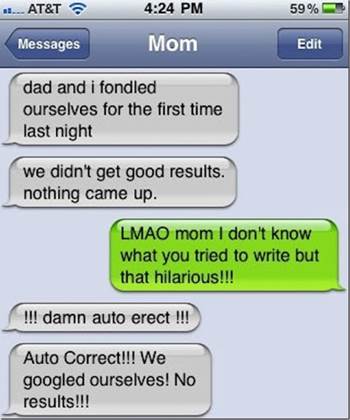 AT&T 4:24 PM 59%
Messages Mom Edit
dad and i fondled
ourselves for the first time
last night
we didn't get good results.
nothing came up.
LMAO mom I don't know
what you tried to write but
that hilarious!!!
!!! damn auto erect !!!
Auto Correct!!! We
googled ourselves! No
results!!!